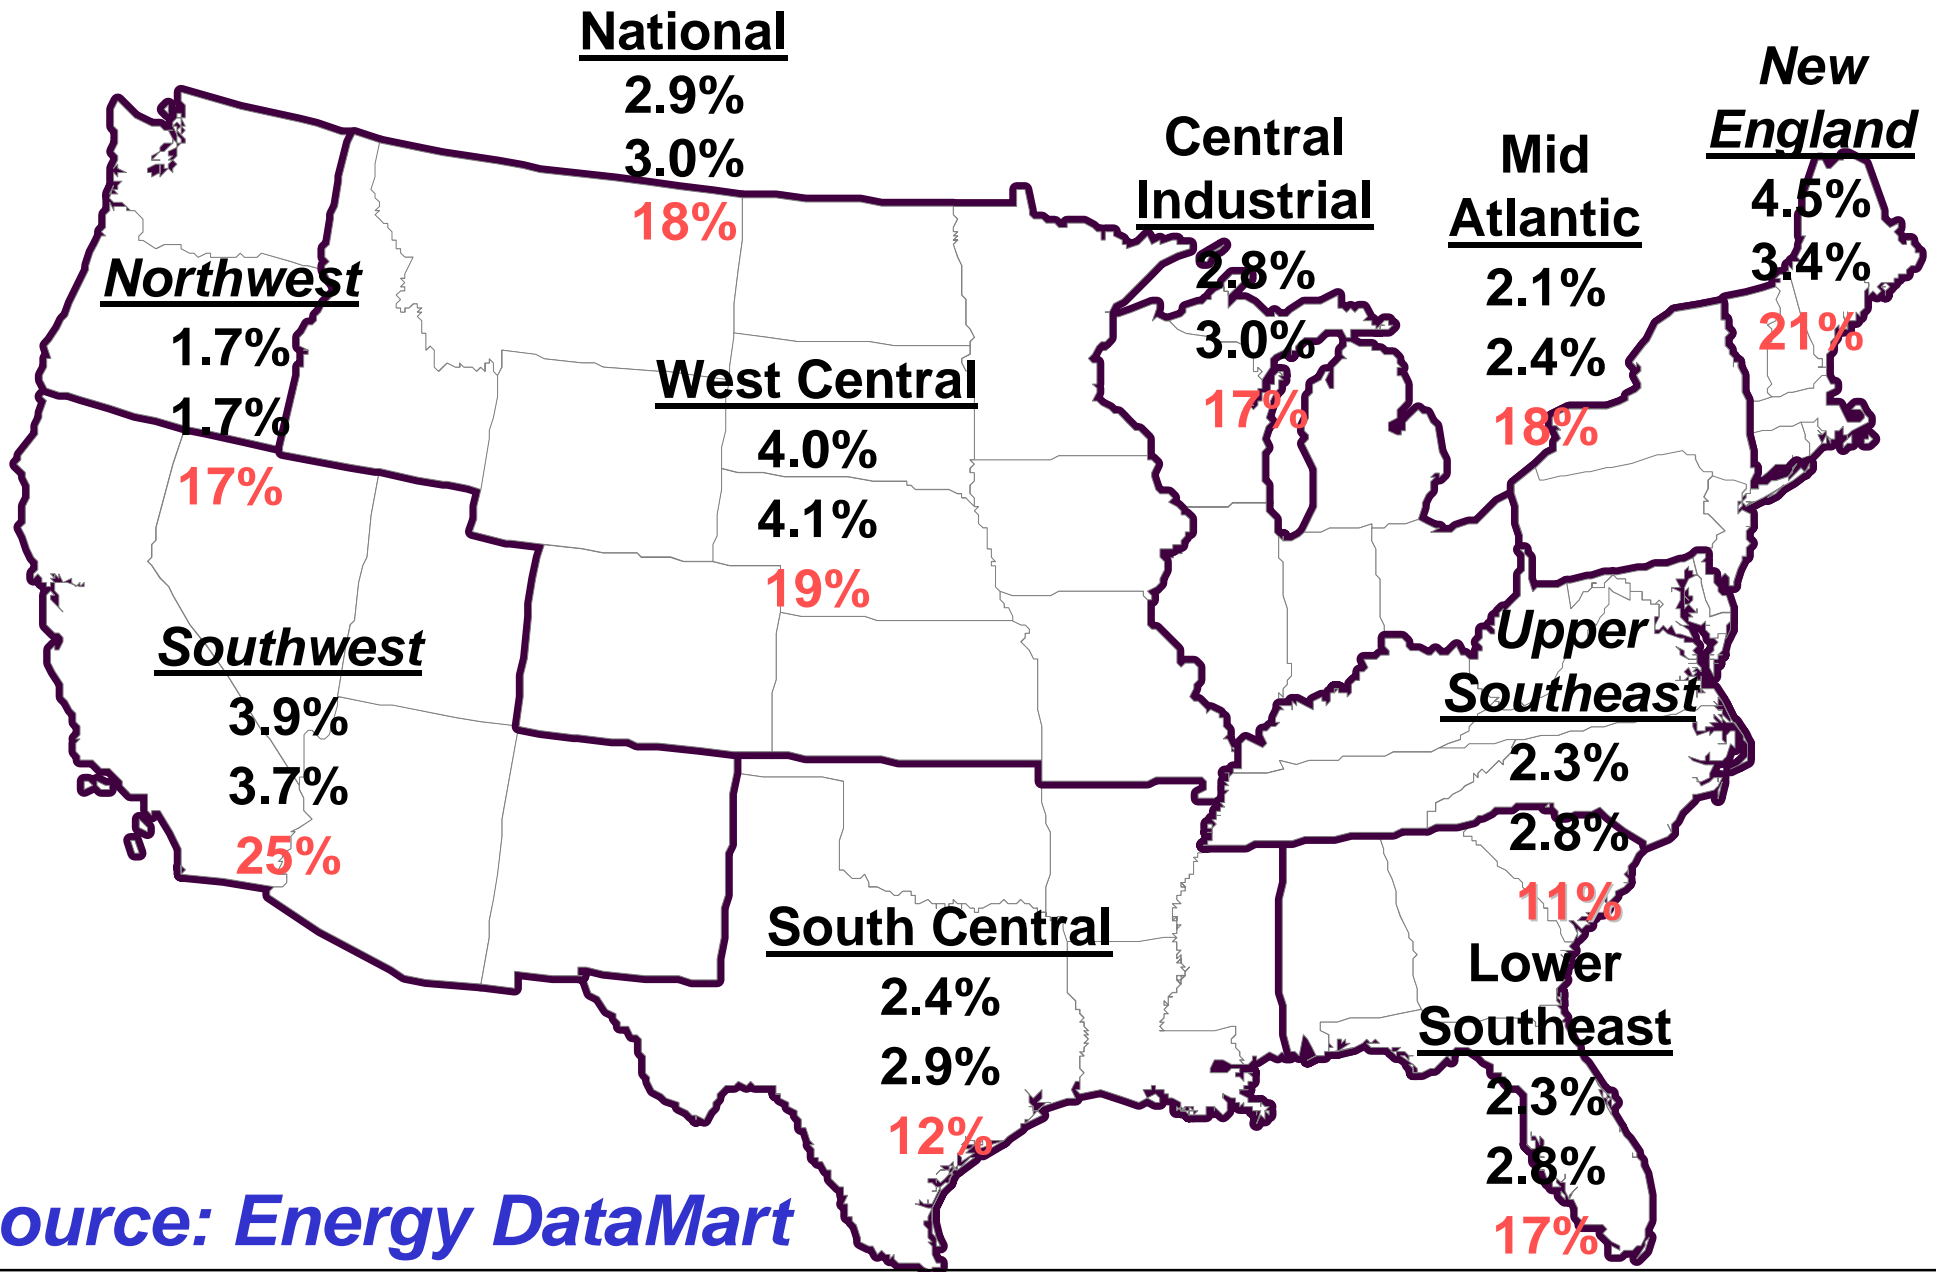 National
2.9%
3.0%
18%
New
England
4.5%
3.4%
21%
Central
Industrial
2.8%
3.0%
17%
Mid
Atlantic
2.1%
2.4%
18%
Northwest
1.7%
1.7%
17%
West Central
4.0%
4.1%
19%
Southwest
3.9%
3.7%
25%
Upper
Southeast
2.3%
2.8%
11%
South Central
2.4%
2.9%
12%
Lower
Southeast
2.3%
2.8%
17%
ource: Energy DataMart